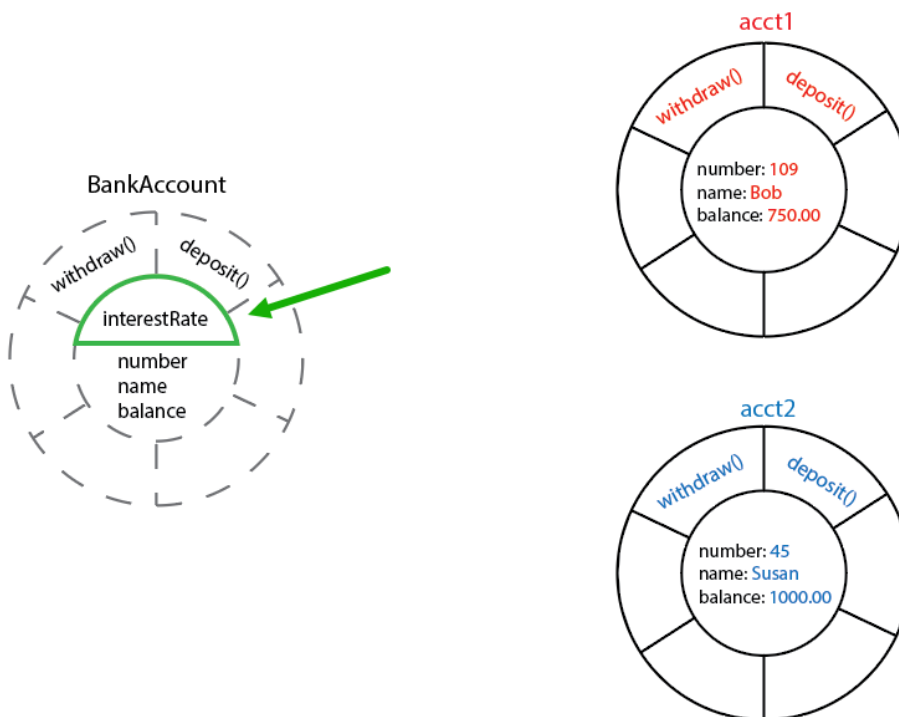 BankAccount
withdraw()
deposit()
interestRate
number
name
balance
acct1
withdraw()
deposit()
number: 109
name: Bob
balance: 750.00
acct2
withdraw()
deposit()
number: 45
name: Susan
balance: 1000.00